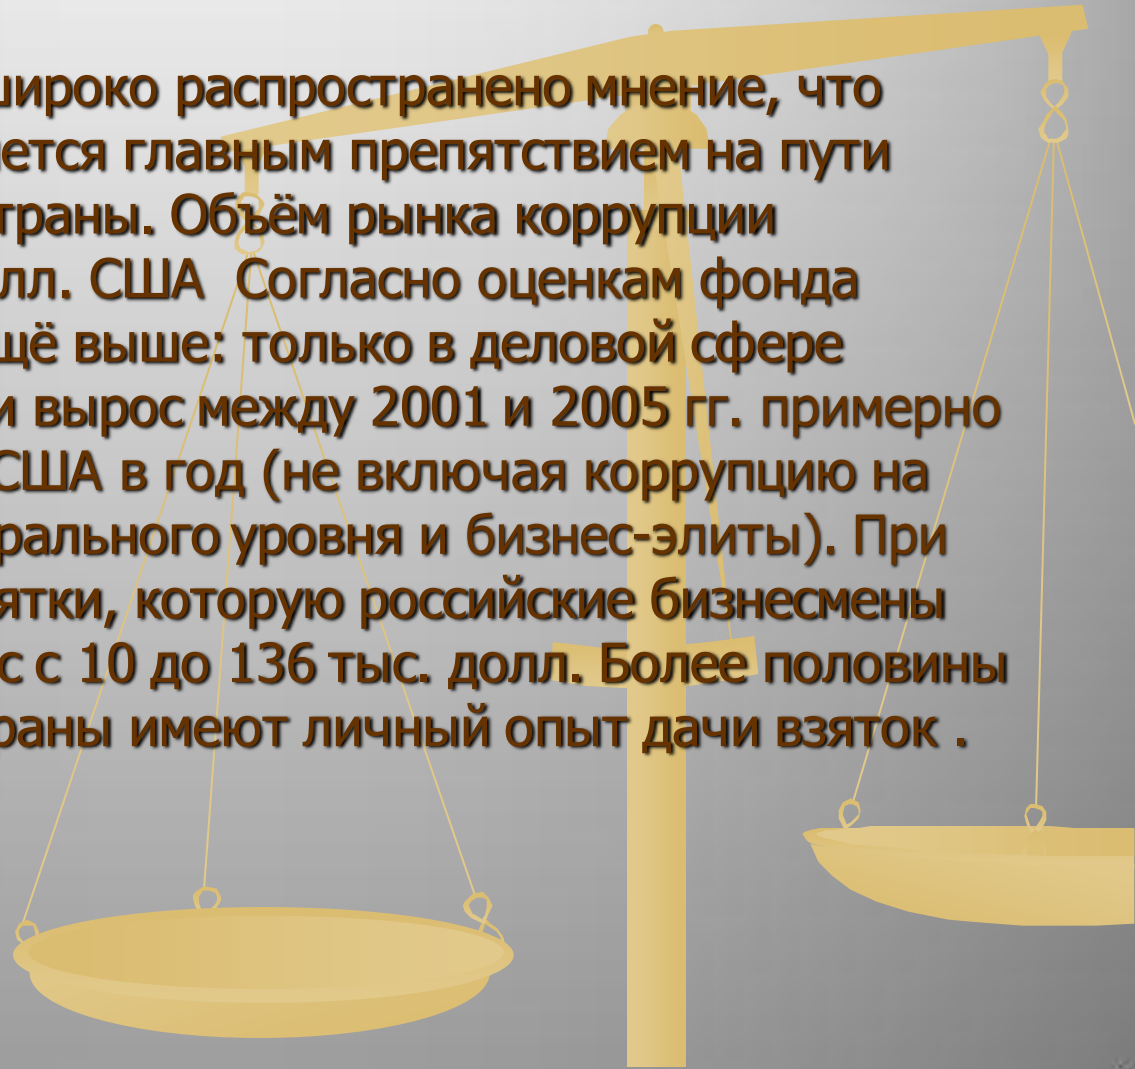 широко распространено мнение, что
ется главным препятствием на пути
траны. Объём рынка коррупции
лл. США Согласно оценкам фонда
щё выше: только в деловой сфере
и вырос между 2001 и 2005 гг. примерно
США в год (не включая коррупцию на
рального уровня и бизнес-элиты). При
ятки, которую российские бизнесмены
с с 10 до 136 тыс. долл. Более половины
раны имеют личный опыт дачи взяток .